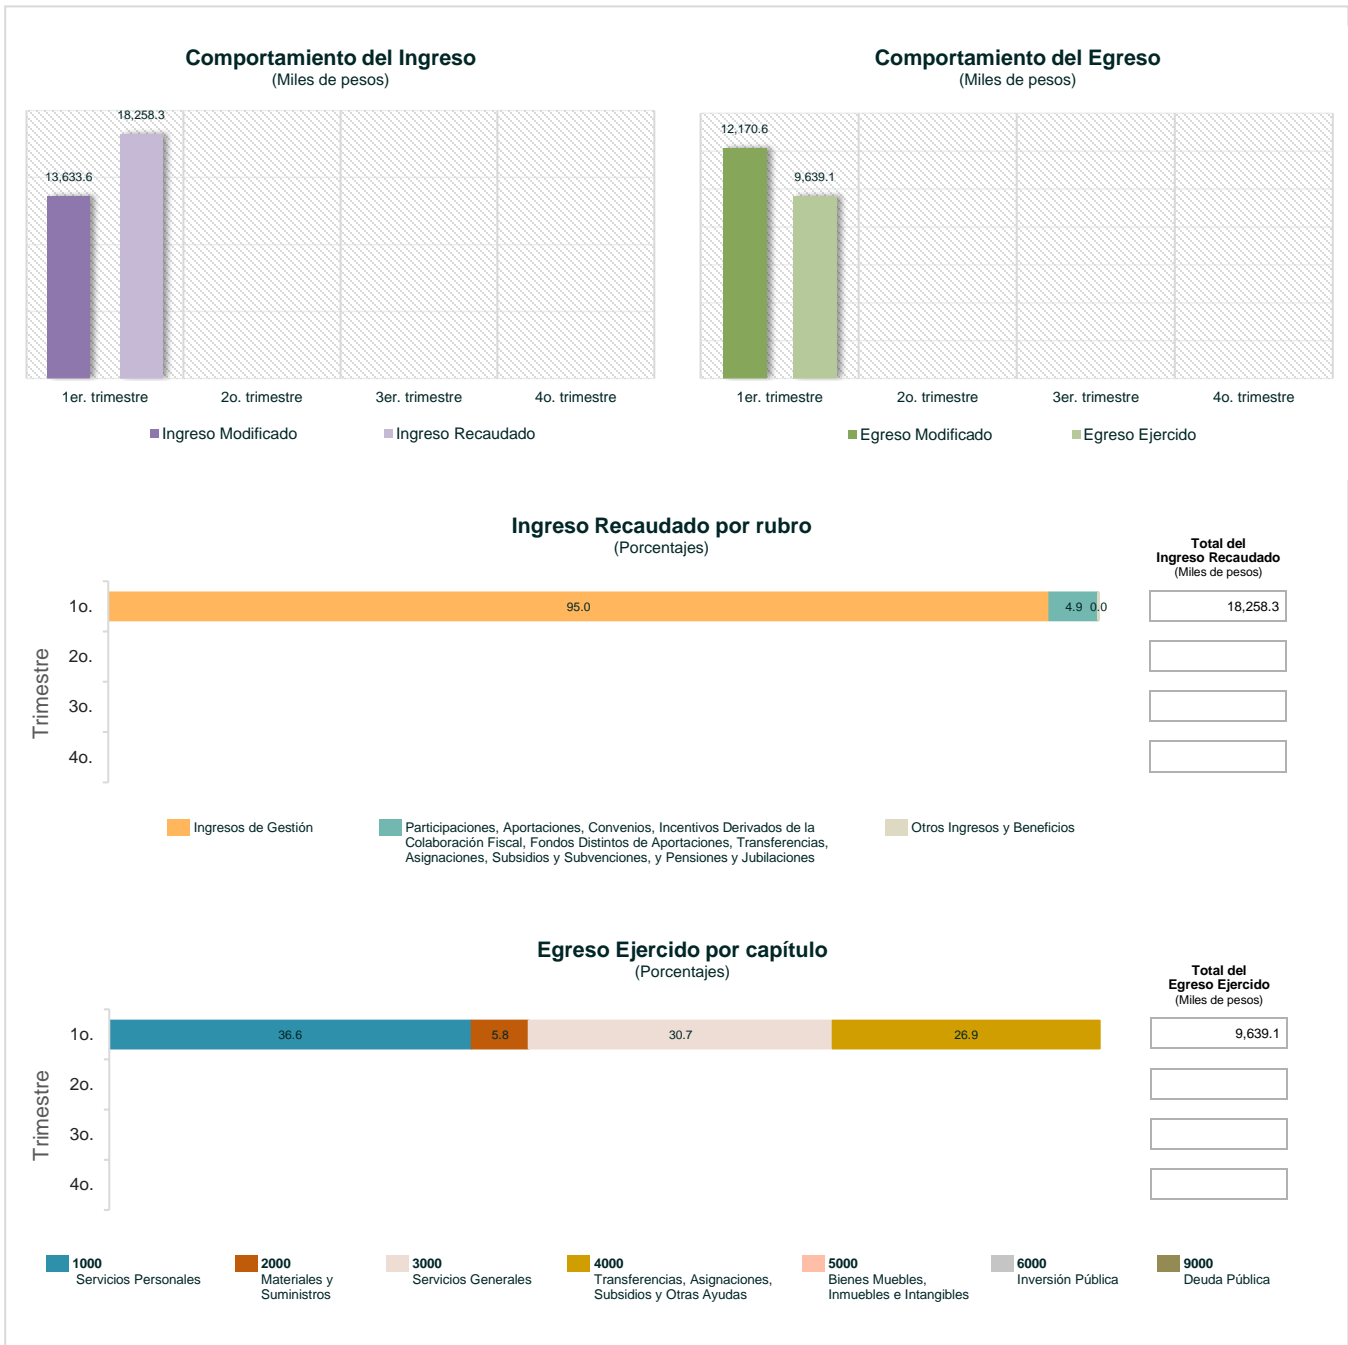 Comportamiento del Ingreso
(Miles de pesos)
18,258.3
13,633.6
1er. trimestre
2o. trimestre
3er. trimestre
4o. trimestre
Ingreso Modificado
Ingreso Recaudado
Comportamiento del Egreso
(Miles de pesos)
12,170.6
9,639.1
1er. trimestre
2o. trimestre
3er. trimestre
4o. trimestre
Egreso Modificado
Egreso Ejercido
Ingreso Recaudado por rubro
(Porcentajes)
Total del
Ingreso Recaudado
(Miles de pesos)
Trimestre
1o.
95.0
4.9
0.0
18,258.3
2o.
3o.
4o.
Ingresos de Gestión
Participaciones, Aportaciones, Convenios, Incentivos Derivados de la
Colaboración Fiscal, Fondos Distintos de Aportaciones, Transferencias,
Asignaciones, Subsidios y Subvenciones, y Pensiones y Jubilaciones
Otros Ingresos y Beneficios
Egreso Ejercido por capítulo
(Porcentajes)
Total del
Egreso Ejercido
(Miles de pesos)
Trimestre
1o.
36.6
5.8
30.7
26.9
9,639.1
2o.
3o.
4o.
1000
Servicios Personales
2000
Materiales y
Suministros
3000
Servicios Generales
4000
Transferencias, Asignaciones,
Subsidios y Otras Ayudas
5000
Bienes Muebles,
Inmuebles e Intangibles
6000
Inversión Pública
9000
Deuda Pública